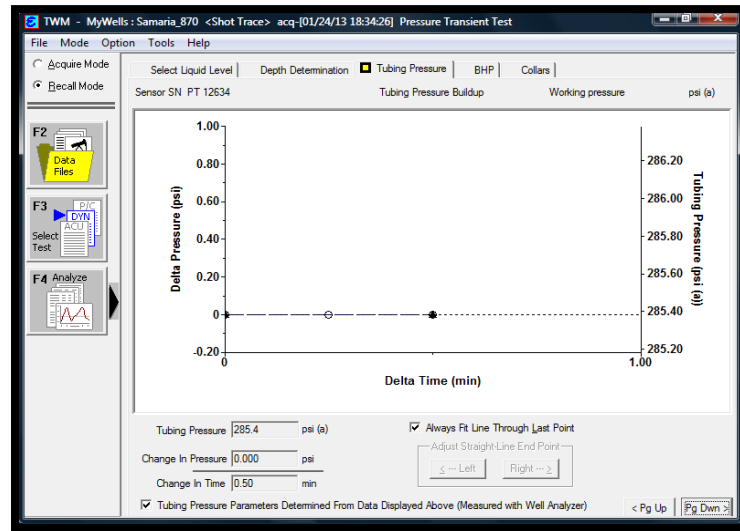 TWM - MyWells : Samaria_870 <Shot Trace> acq-[01/24/13 18:34:26] Pressure Transient Test
File Mode Option Tools Help
Acquire Mode
Recall Mode
F2
Data
Files
F3
P/C
DYN
ACU
Select
Test
F4 Analyze
Select Liquid Level Depth Determination Tubing Pressure BHP Collars
Sensor SN PT 12634 Tubing Pressure Buildup Working pressure psi (a)
1.00
0.80
0.60
0.40
0.20
0
-0.20
Delta Pressure (psi)
286.20
286.00
285.80
285.60
285.40
285.20
Tubing Pressure (psi (a))
0 1.00
Delta Time (min)
Tubing Pressure 285.4 psi (a)
Change In Pressure 0.000 psi
Change In Time 0.50 min
Always Fit Line Through Last Point
Adjust Straight-Line End Point
< -- Left Right -- >
Tubing Pressure Parameters Determined From Data Displayed Above (Measured with Well Analyzer)
< Pg Up Pg Dwn >